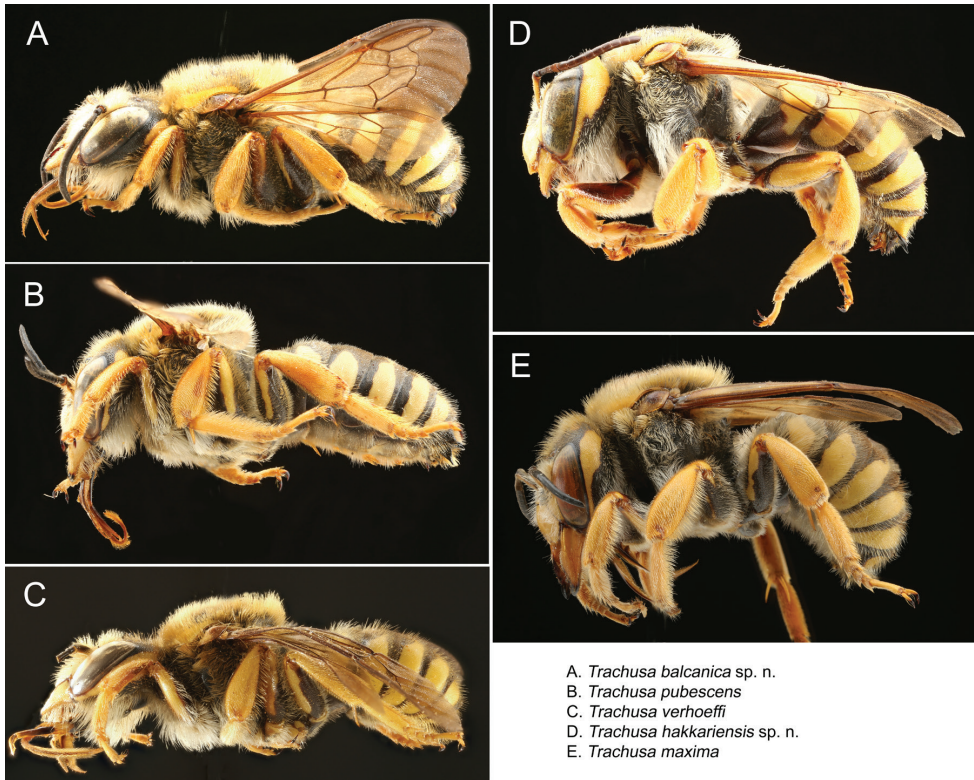 A
B
C
D
E
A. Trachusa balcanica sp. n.
B. Trachusa pubescens
C. Trachusa verhoeffi
D. Trachusa hakkariensis sp. n.
E. Trachusa maxima